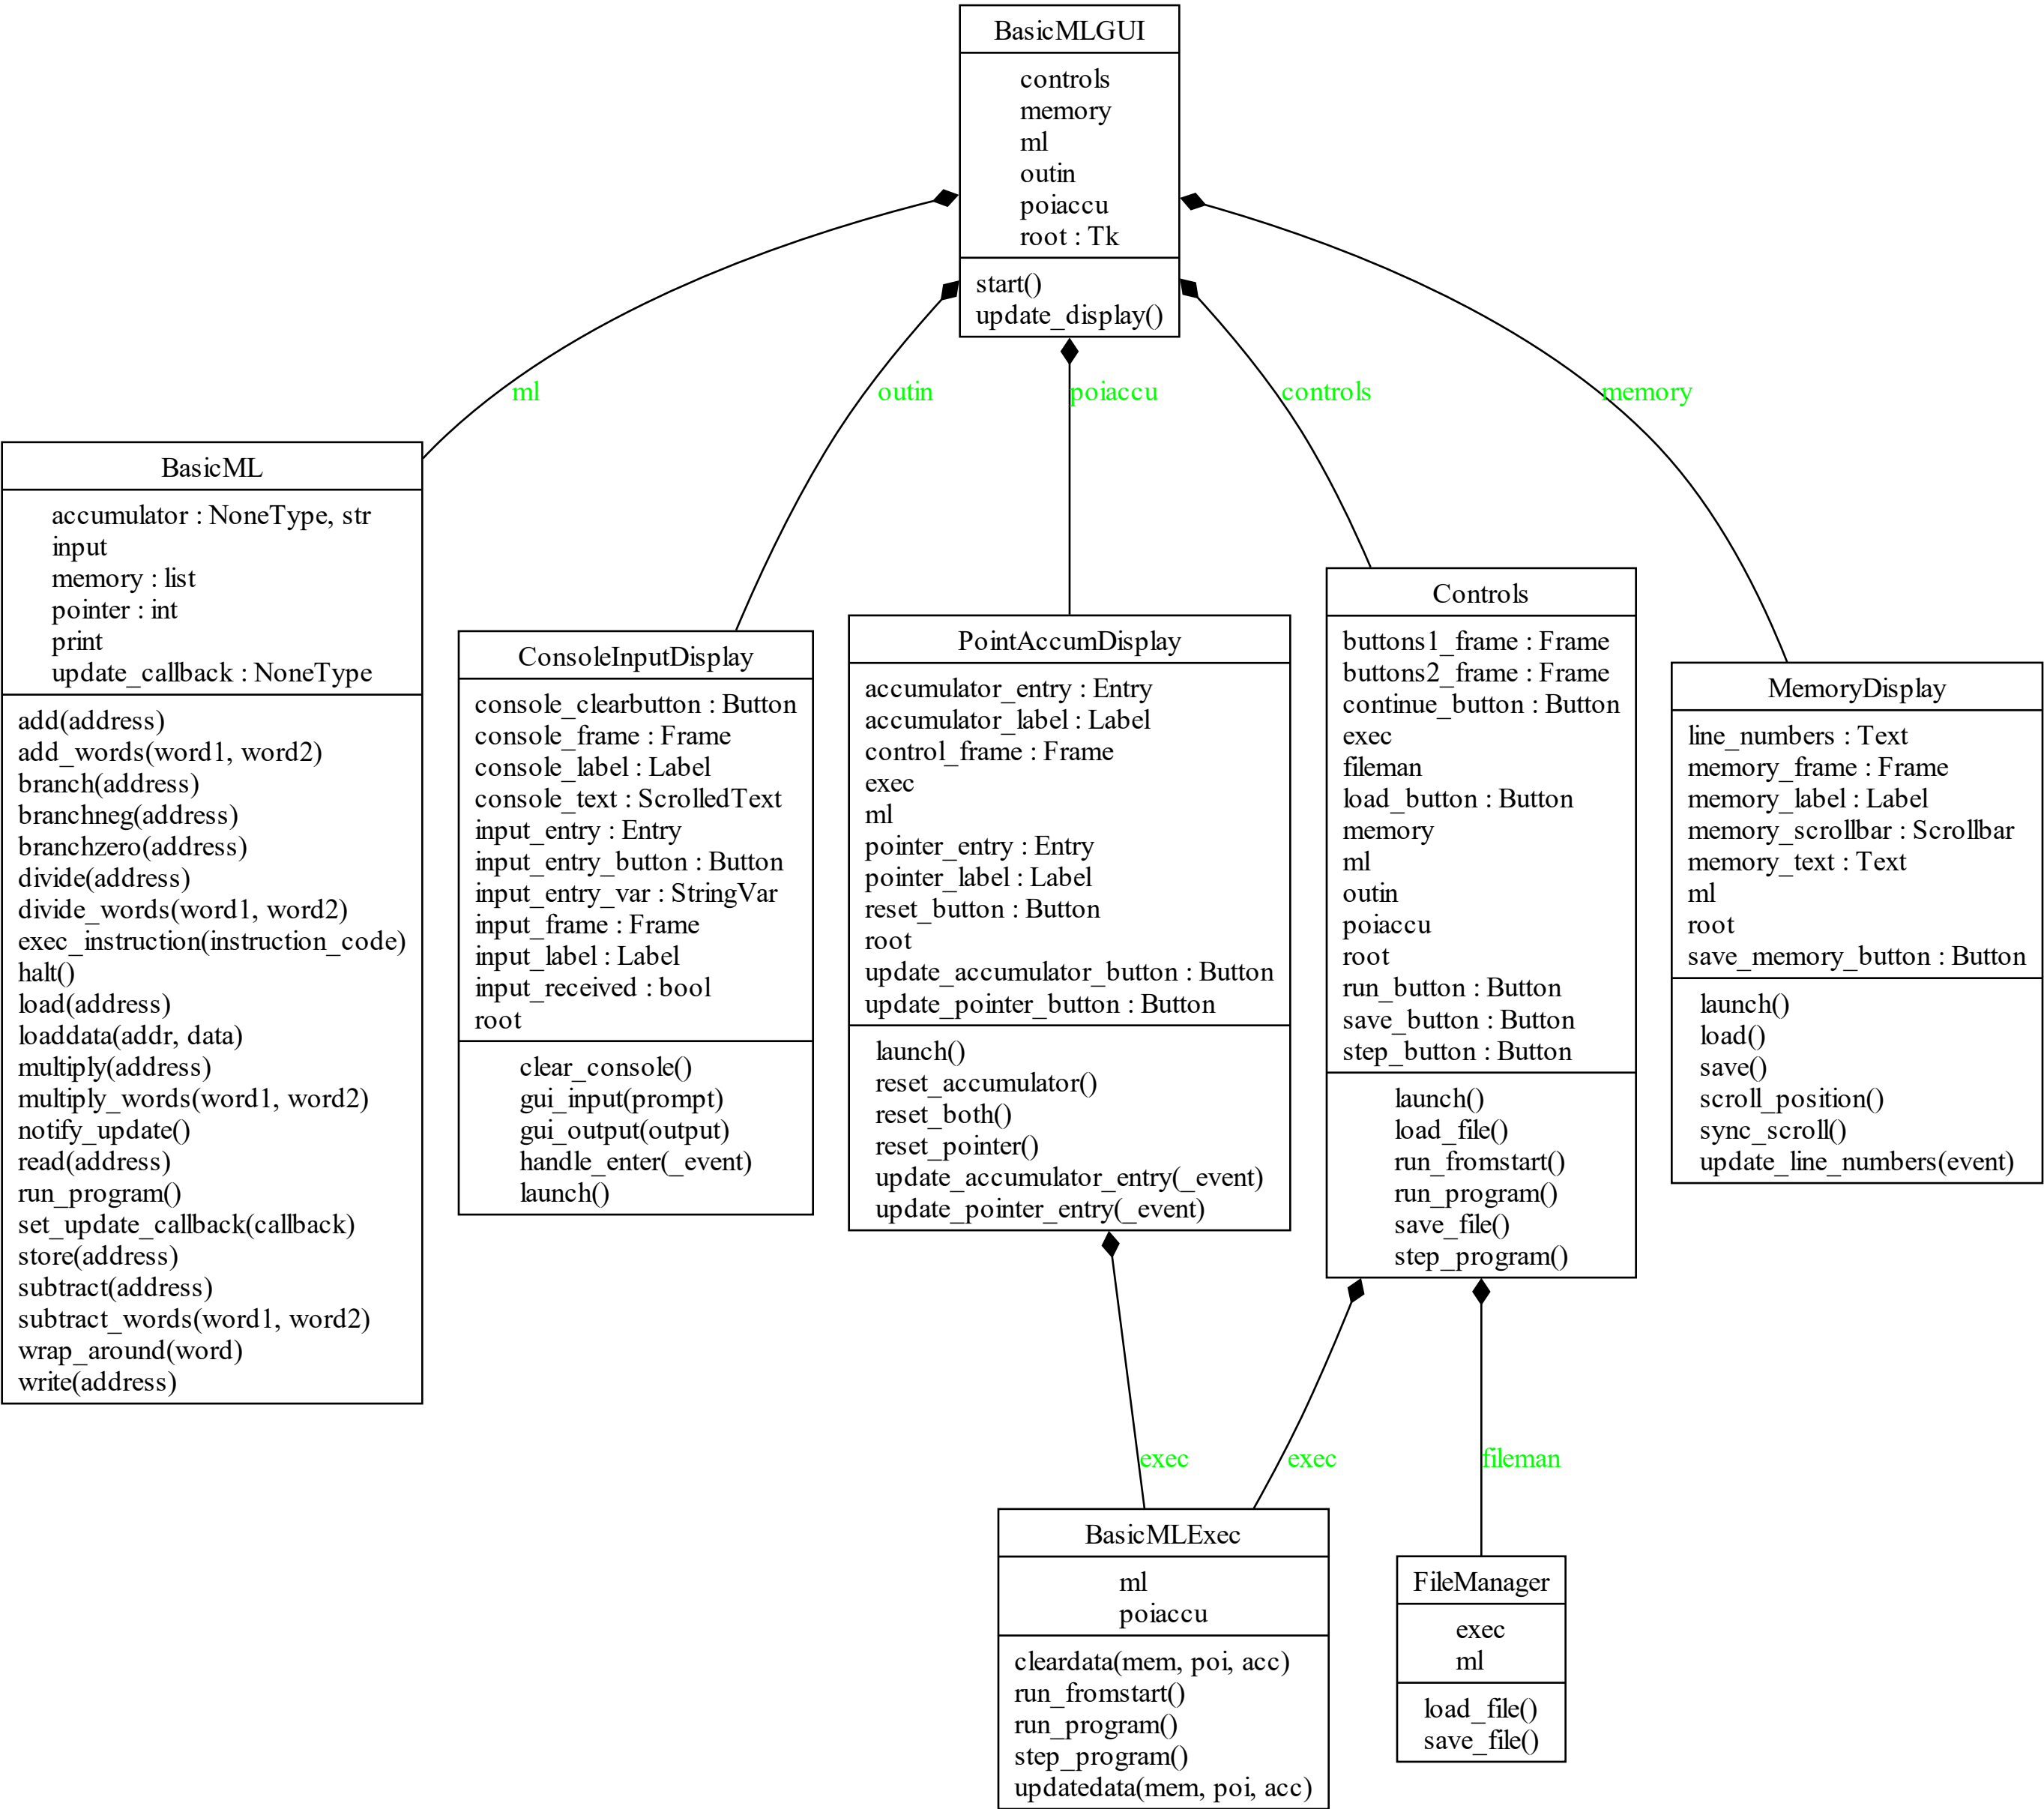 BasicMLGUI
controls
memory
ml
outin
poiaccu
root : Tk
start()
update_display()
ml
outin
poiaccu
controls
memory
BasicML
accumulator : NoneType, str
input
memory : list
pointer : int
print
update_callback : NoneType
add(address)
add_words(word1, word2)
branch(address)
branchneg(address)
branchzero(address)
divide(address)
divide_words(word1, word2)
exec_instruction(instruction_code)
halt()
load(address)
loaddata(addr, data)
multiply(address)
multiply_words(word1, word2)
notify_update()
read(address)
run_program()
set_update_callback(callback)
store(address)
subtract(address)
subtract_words(word1, word2)
wrap_around(word)
write(address)
ConsoleInputDisplay
console_clearbutton : Button
console_frame : Frame
console_label : Label
console_text : ScrolledText
input_entry : Entry
input_entry_button : Button
input_entry_var : StringVar
input_frame : Frame
input_label : Label
input_received : bool
root
clear_console()
gui_input(prompt)
gui_output(output)
handle_enter(_event)
launch()
PointAccumDisplay
accumulator_entry : Entry
accumulator_label : Label
control_frame : Frame
exec
ml
pointer_entry : Entry
pointer_label : Label
reset_button : Button
root
update_accumulator_button : Button
update_pointer_button : Button
launch()
reset_accumulator()
reset_both()
reset_pointer()
update_accumulator_entry(_event)
update_pointer_entry(_event)
Controls
buttons1_frame : Frame
buttons2_frame : Frame
continue_button : Button
exec
fileman
load_button : Button
memory
ml
outin
poiaccu
root
run_button : Button
save_button : Button
step_button : Button
launch()
load_file()
run_fromstart()
run_program()
save_file()
step_program()
MemoryDisplay
line_numbers : Text
memory_frame : Frame
memory_label : Label
memory_scrollbar : Scrollbar
memory_text : Text
ml
root
save_memory_button : Button
launch()
load()
save()
scroll_position()
sync_scroll()
update_line_numbers(event)
exec
exec
fileman
BasicMLExec
ml
poiaccu
cleardata(mem, poi, acc)
run_fromstart()
run_program()
step_program()
updatedata(mem, poi, acc)
FileManager
exec
ml
load_file()
save_file()